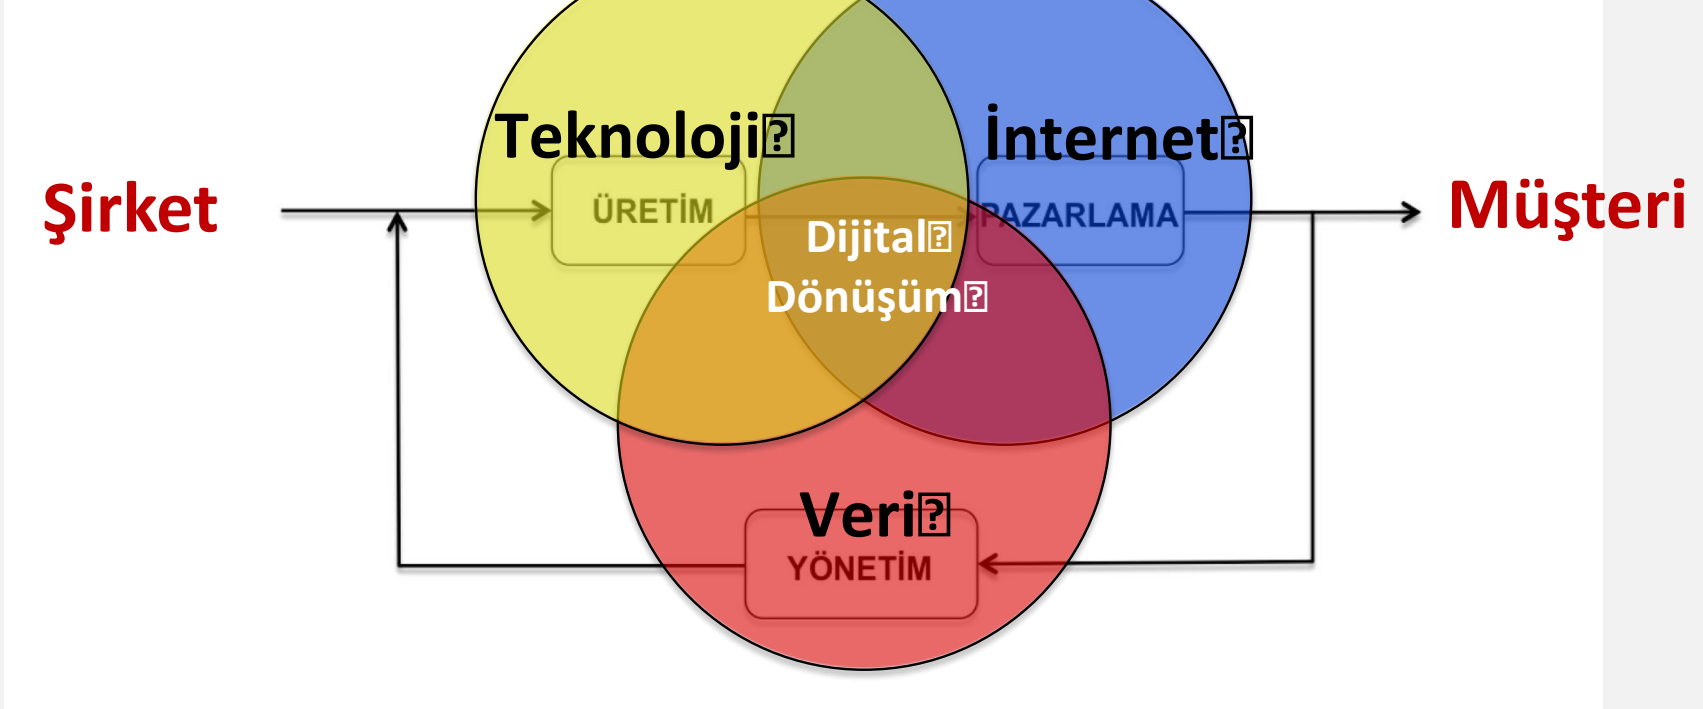 Teknoloji
İnternet
Şirket
ÜRETİM
PAZARLAMA
Müşteri
Dijital
Dönüşüm
Veri
YÖNETİM